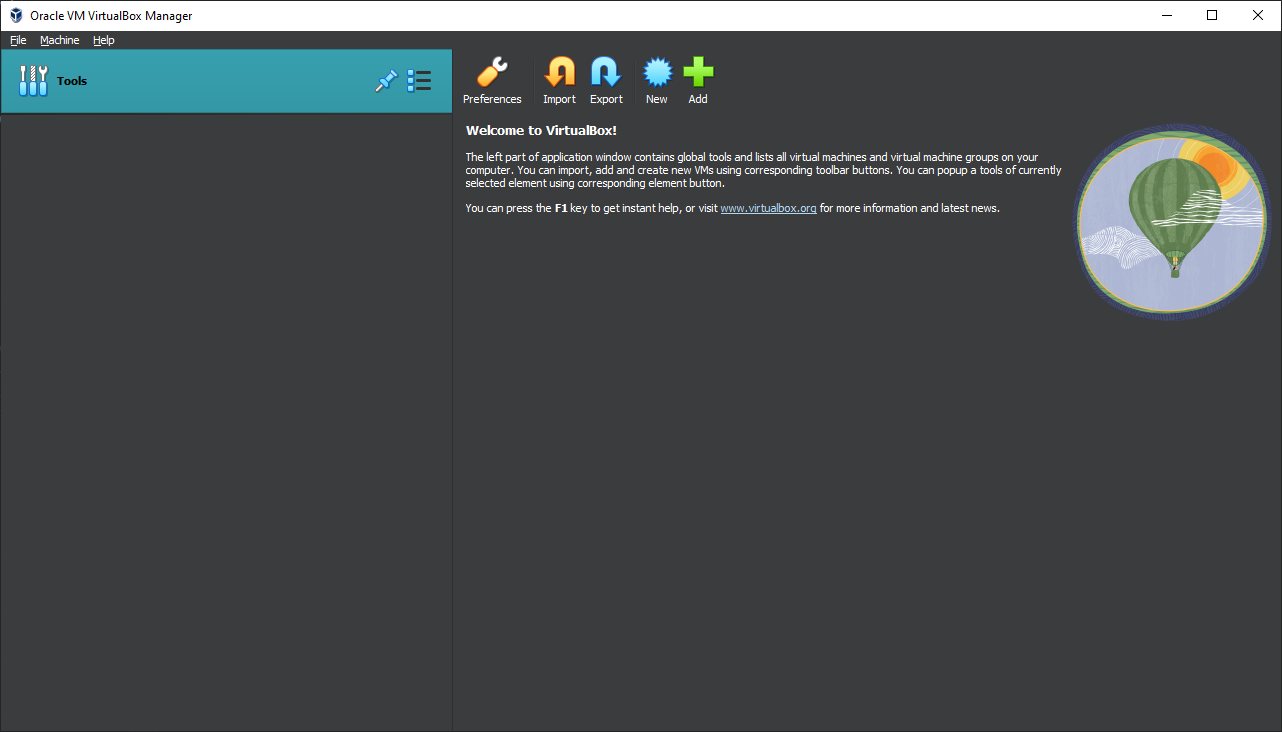 Oracle VM VirtualBox Manager
File Machine Help
Tools
Preferences Import Export New Add
Welcome to VirtualBox!
The left part of application window contains global tools and lists all virtual machines and virtual machine groups on your
computer. You can import, add and create new VMs using corresponding toolbar buttons. You can popup a tools of currently
selected element using corresponding element button.
You can press the F1 key to get instant help, or visit www.virtualbox.org for more information and latest news.